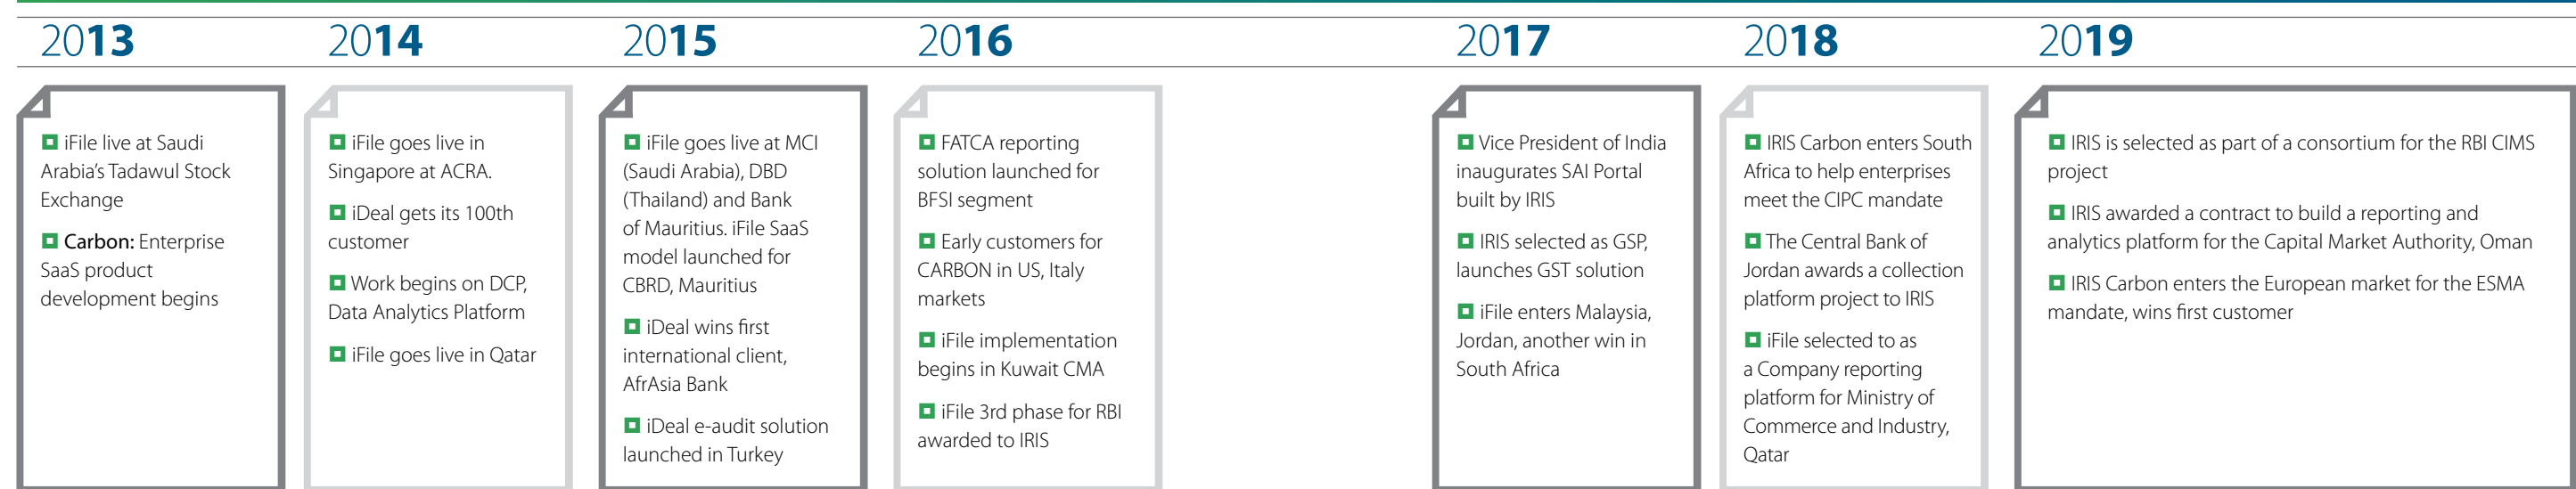 2013
iFile live at Saudi
Arabia’s Tadawul Stock
Exchange
Carbon: Enterprise
SaaS product
development begins
2014
iFile goes live in
Singapore at ACRA.
iDeal gets its 100th
customer
Work begins on DCP,
Data Analytics Platform
iFile goes live in Qatar
2015
iFile goes live at MCI
(Saudi Arabia), DBD
(Thailand) and Bank
of Mauritius. iFile SaaS
model launched for
CBRD, Mauritius
iDeal wins first
international client,
AfrAsia Bank
iDeal e-audit solution
launched in Turkey
2016
FATCA reporting
solution launched for
BFSI segment
Early customers for
CARBON in US, Italy
markets
iFile implementation
begins in Kuwait CMA
iFile 3rd phase for RBI
awarded to IRIS
2017
Vice President of India
inaugurates SAI Portal
built by IRIS
IRIS selected as GSP,
launches GST solution
iFile enters Malaysia,
Jordan, another win in
South Africa
2018
IRIS Carbon enters South
Africa to help enterprises
meet the CIPC mandate
The Central Bank of
Jordan awards a collection
platform project to IRIS
iFile selected to as
a Company reporting
platform for Ministry of
Commerce and Industry,
Qatar
2019
IRIS is selected as part of a consortium for the RBI CIMS
project
IRIS awarded a contract to build a reporting and
analytics platform for the Capital Market Authority, Oman
IRIS Carbon enters the European market for the ESMA
mandate, wins first customer